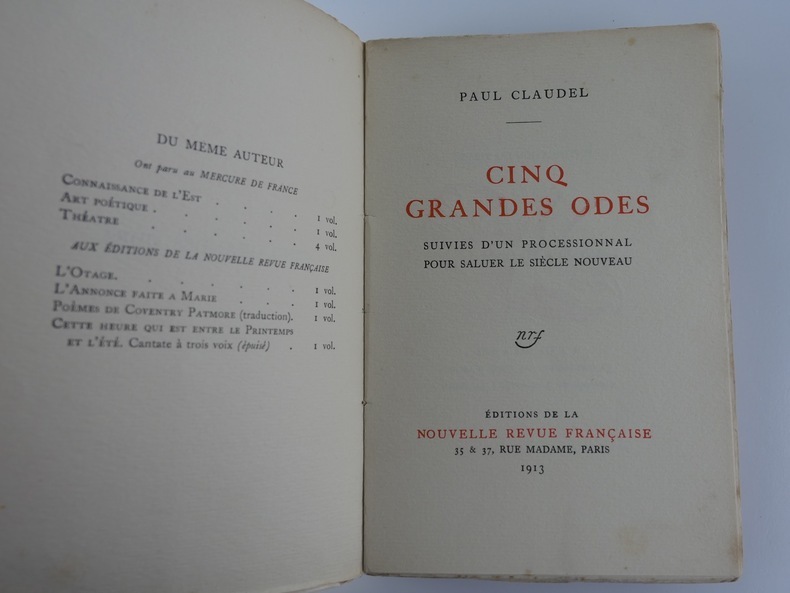 DU MEME AUTEUR
Ont paru au MERCURE DE FRANCE
CONNAISSANCE DE L'EST . . . . 1 vol.
ART POÉTIQUE . . . . . . 1 vol.
THÉATRE . . . . . . 4 vol.
AUX ÉDITIONS DE LA NOUVELLE REVUE FRANÇAISE
L'OTAGE. . . . . . . 1 vol.
L'ANNONCE FAITE A MARIE . . . 1 vol.
POÈMES DE COVENTRY PATMORE (traduction). 1 vol.
CETTE HEURE QUI EST ENTRE LE PRINTEMPS
ET L'ÉTÉ. Cantate à trois voix (épuisé) . 1 vol.
PAUL CLAUDEL
CINQ
GRANDES ODES
SUIVIES D'UN PROCESSIONNAL
POUR SALUER LE SIÈCLE NOUVEAU
nrf
ÉDITIONS DE LA
NOUVELLE REVUE FRANÇAISE
35 & 37, RUE MADAME, PARIS
1913